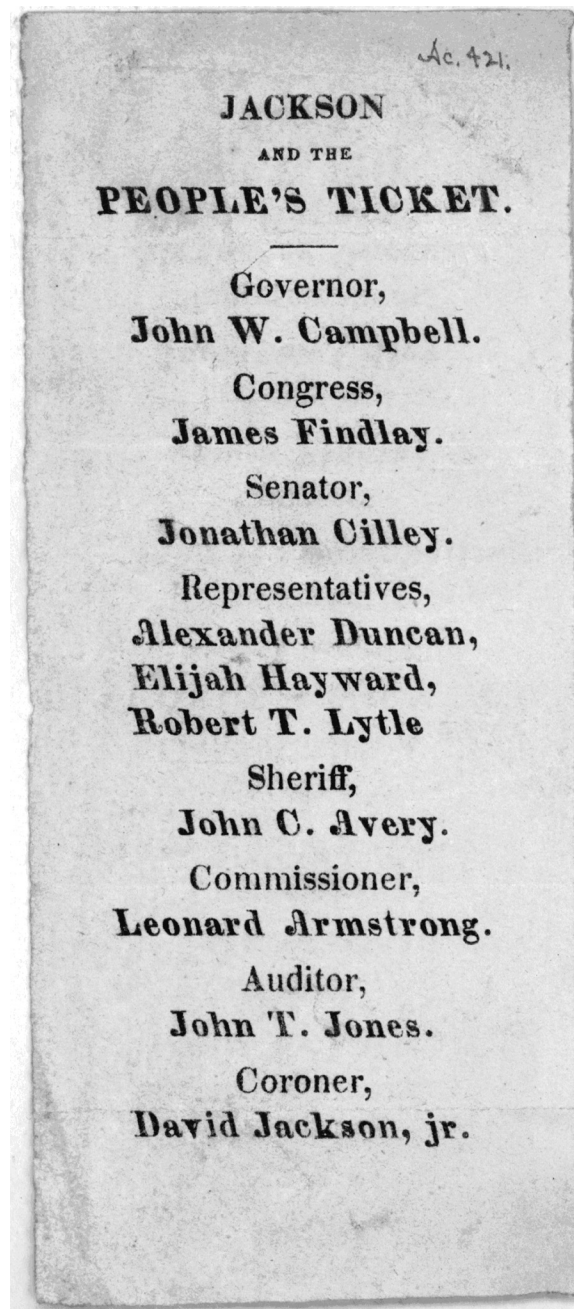 Ac. 421.
JACKSON
AND THE
PEOPLE'S TICKET.
Governor,
John W. Campbell.
Congress,
James Findlay.
Senator,
Jonathan Cilley.
Representatives,
Alexander Duncan,
Elijah Hayward,
Robert T. Lytle
Sheriff,
John C. Avery.
Commissioner,
Leonard Armstrong.
Auditor,
John T. Jones.
Coroner,
David Jackson, jr.